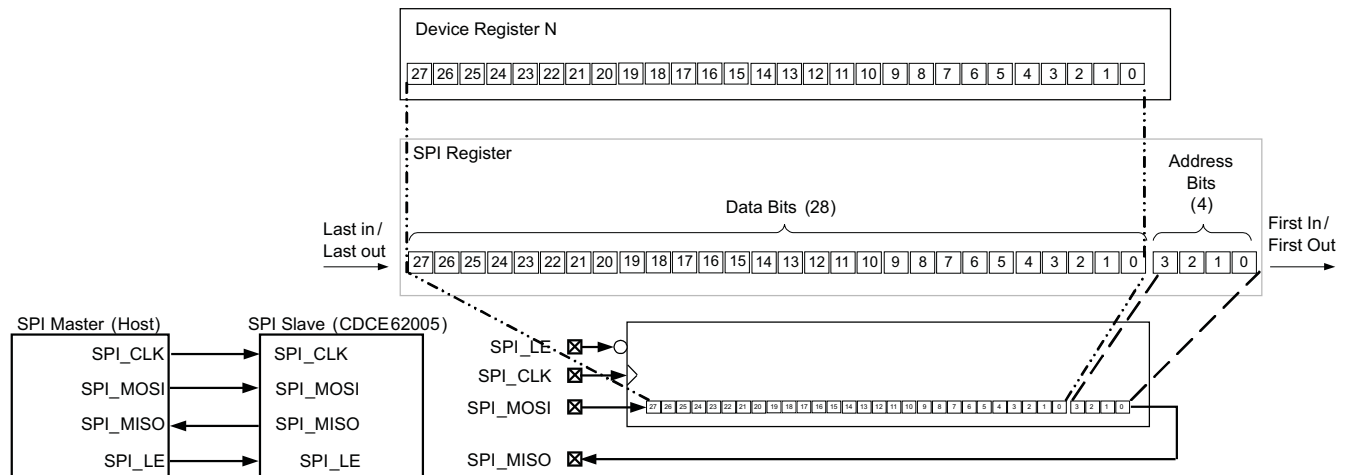 Device Register N
27 26 25 24 23 22 21 20 19 18 17 16 15 14 13 12 11 10 9 8 7 6 5 4 3 2 1 0
SPI Register
Address
Bits
(4)
Data Bits (28)
Last in /
Last out
First In /
First Out
27 26 25 24 23 22 21 20 19 18 17 16 15 14 13 12 11 10 9 8 7 6 5 4 3 2 1 0 3 2 1 0
SPI Master (Host)
SPI_CLK
SPI_MOSI
SPI_MISO
SPI_LE
SPI Slave (CDCE62005)
SPI_CLK
SPI_MOSI
SPI_MISO
SPI_LE
SPI_LE
SPI_CLK
SPI_MOSI
27 26 25 24 23 22 21 20 19 18 17 16 15 14 13 12 11 10 9 8 7 6 5 4 3 2 1 0 3 2 1 0
SPI_MISO